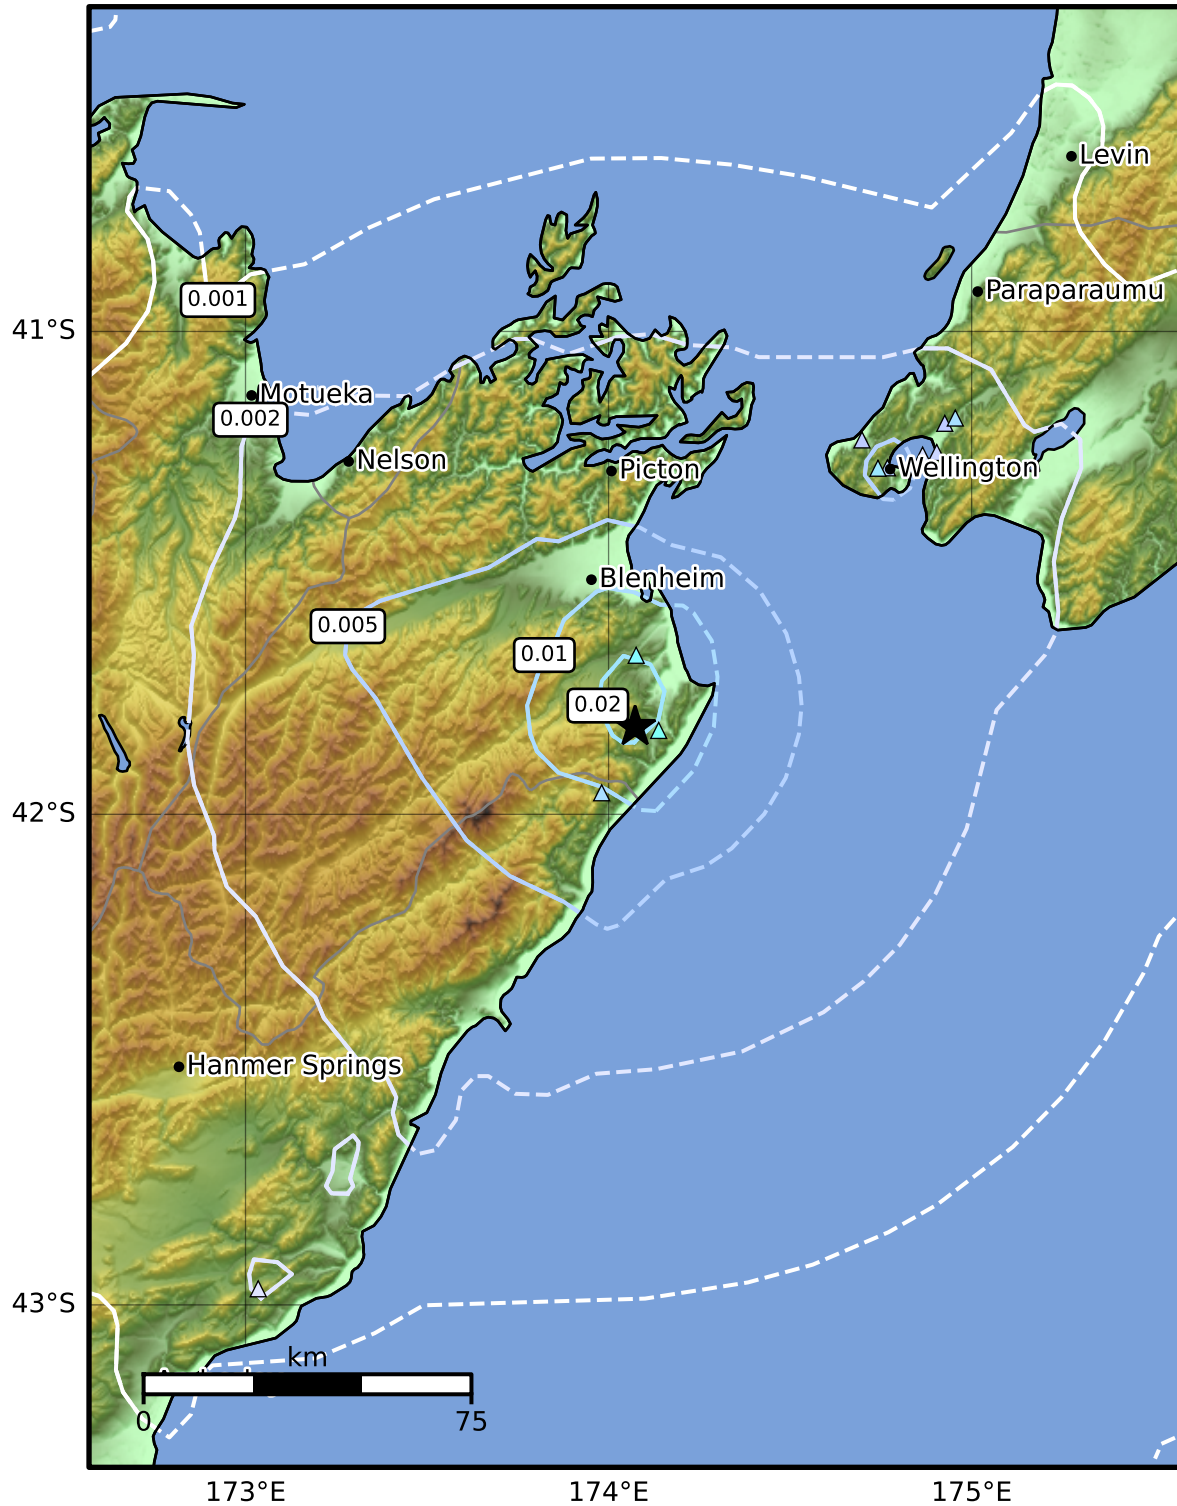 Levin
Paraparaumu
0.001
41°S
Motueka
0.002
Nelson
Picton
Wellington
Blenheim
0.005
0.01
0.02
42°S
Hanmer Springs
43°S
km
0
75
173°E
174°E
175°E